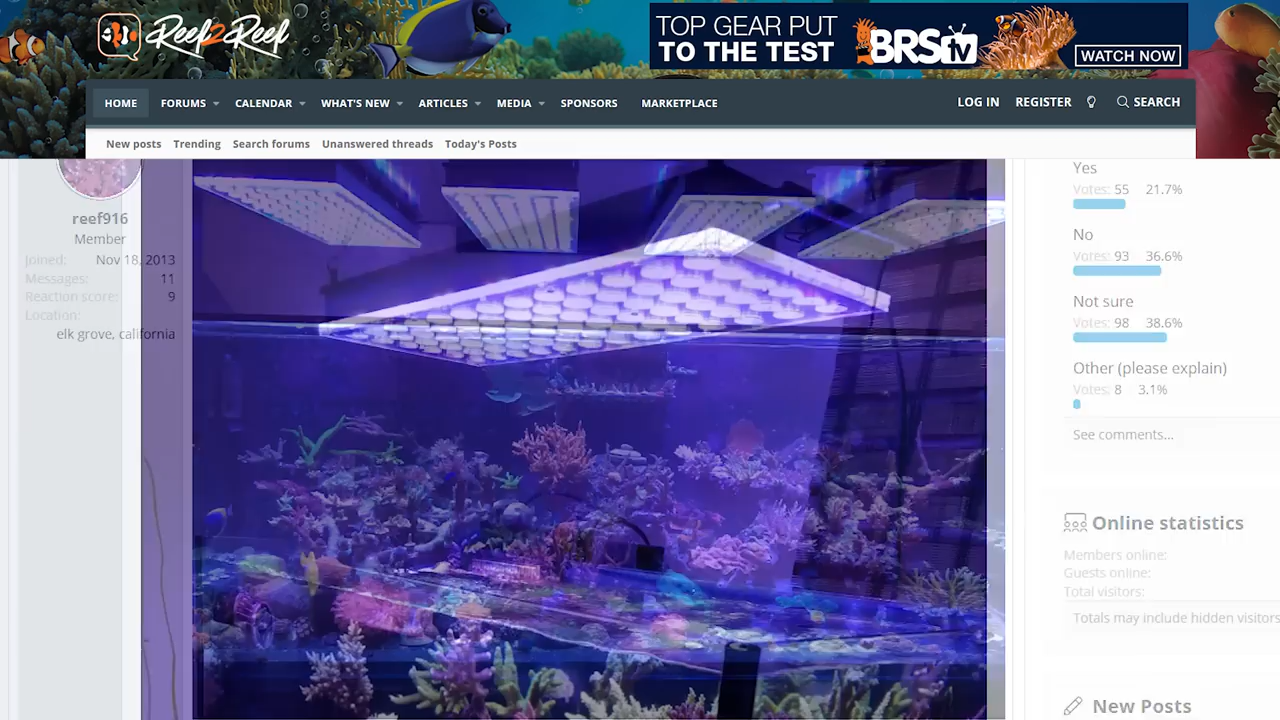 Reef2Reef
TOP GEAR PUT
TO THE TEST
BRStv
WATCH NOW
HOME
FORUMS
CALENDAR
WHAT'S NEW
ARTICLES
MEDIA
SPONSORS
MARKETPLACE
LOG IN
REGISTER
SEARCH
New posts
Trending
Search forums
Unanswered threads
Today's Posts
reef916
Member
Joined: Nov 18, 2013
Messages: 11
Reaction score: 9
Location:
elk grove, california
Yes
Votes: 55 21.7%
No
Votes: 93 36.6%
Not sure
Votes: 98 38.6%
Other (please explain)
Votes: 8 3.1%
See comments...
Online statistics
Members online:
Guests online:
Total visitors:
Totals may include hidden visitors
New Posts